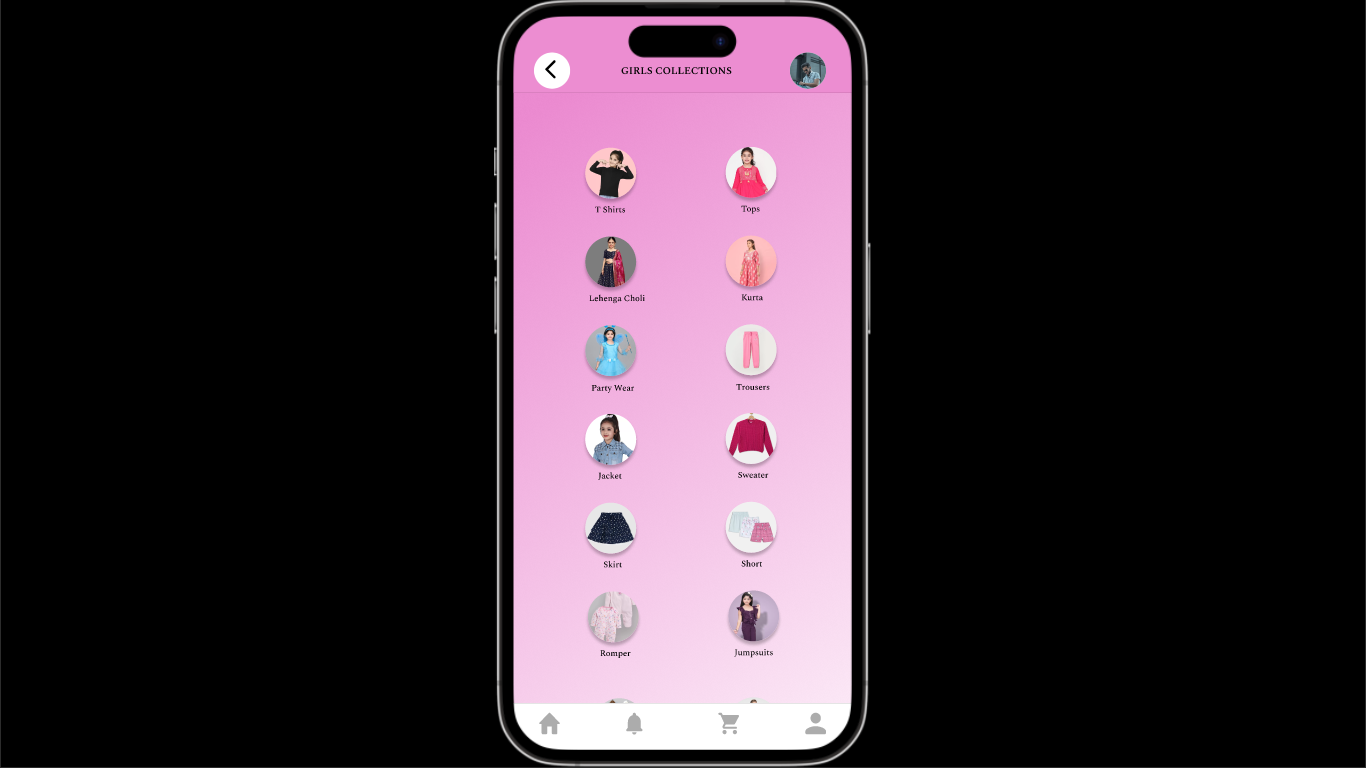 GIRLS COLLECTIONS
T Shirts
Tops
Lehenga Choli
Kurta
Party Wear
Trousers
Jacket
Sweater
Skirt
Short
Romper
Jumpsuits